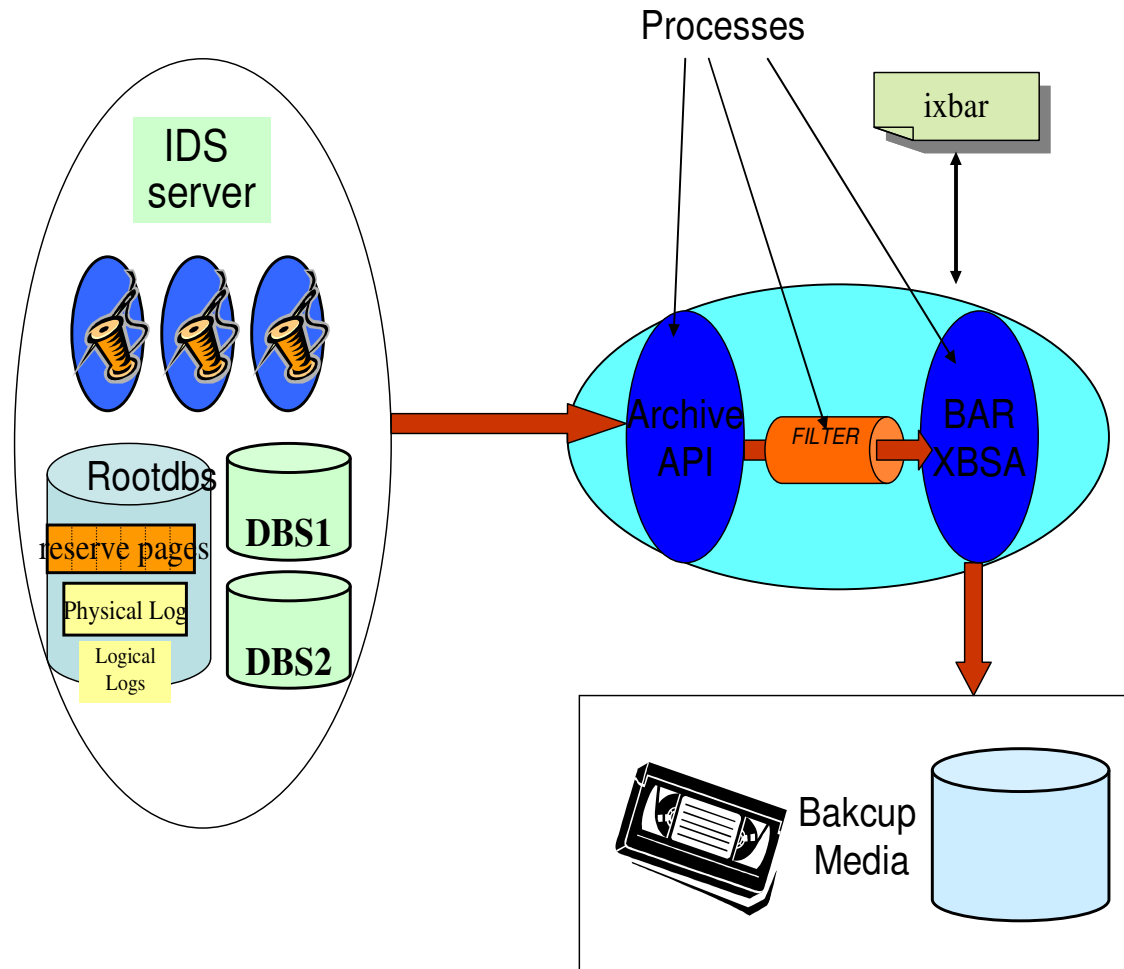 Processes
ixbar
IDS
server
Rootdbs
reserve pages
Physical Log
Logical
Logs
DBS1
DBS2
Archive
API
FILTER
BAR
XBSA
Bakcup
Media